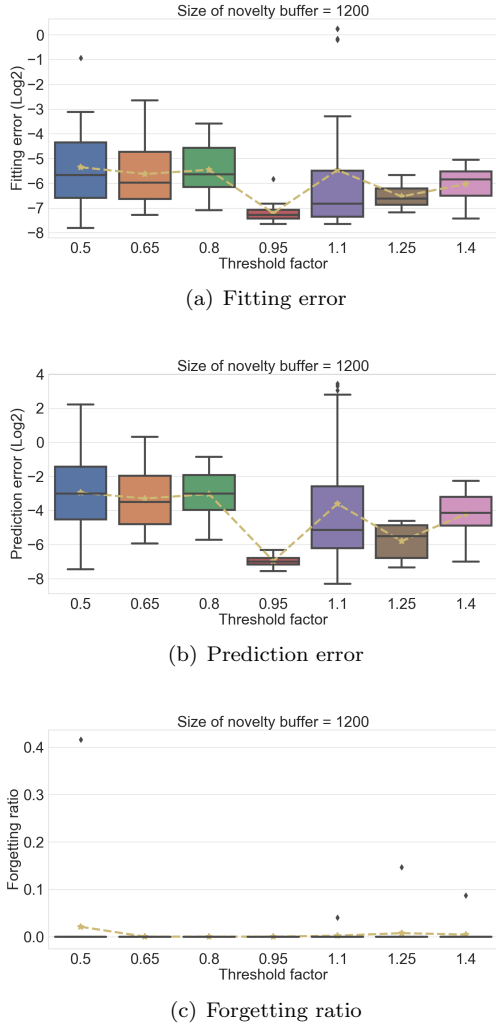 Size of novelty buffer = 1200
Fitting error (Log2)
0
−1
−2
−3
−4
−5
−6
−7
−8
0.5 0.65 0.8 0.95 1.1 1.25 1.4
Threshold factor
(a) Fitting error
Size of novelty buffer = 1200
Prediction error (Log2)
4
2
0
−2
−4
−6
−8
0.5 0.65 0.8 0.95 1.1 1.25 1.4
Threshold factor
(b) Prediction error
Size of novelty buffer = 1200
Forgetting ratio
0.4
0.3
0.2
0.1
0.0
0.5 0.65 0.8 0.95 1.1 1.25 1.4
Threshold factor
(c) Forgetting ratio